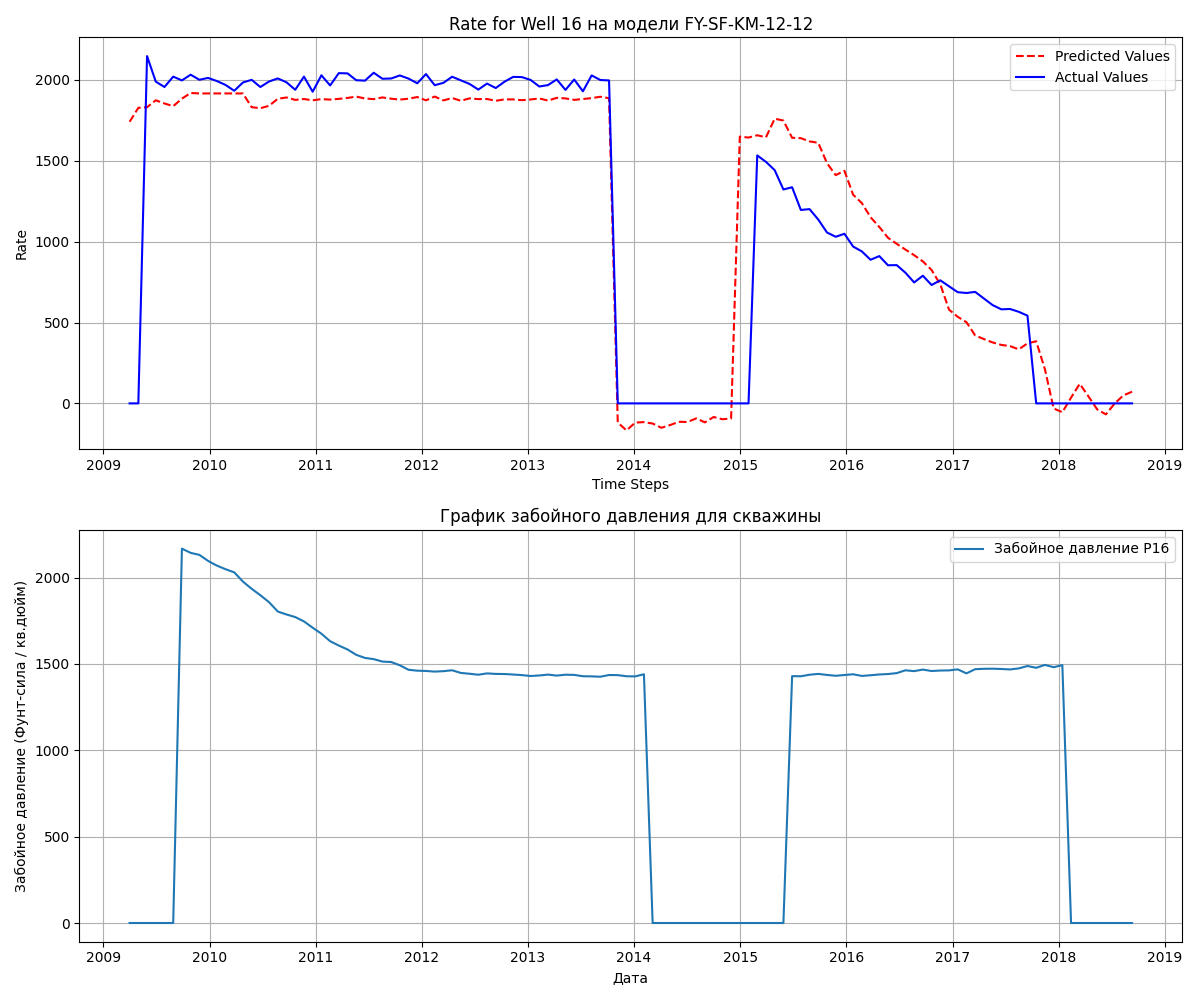 Rate for Well 16 на модели FY-SF-KM-12-12
Predicted Values
Actual Values
Rate
2000
1500
1000
500
0
2009 2010 2011 2012 2013 2014 2015 2016 2017 2018 2019
Time Steps
График забойного давления для скважины
Забойное давление P16
Забойное давление (Фунт-сила / кв.дюйм)
2000
1500
1000
500
0
2009 2010 2011 2012 2013 2014 2015 2016 2017 2018 2019
Дата